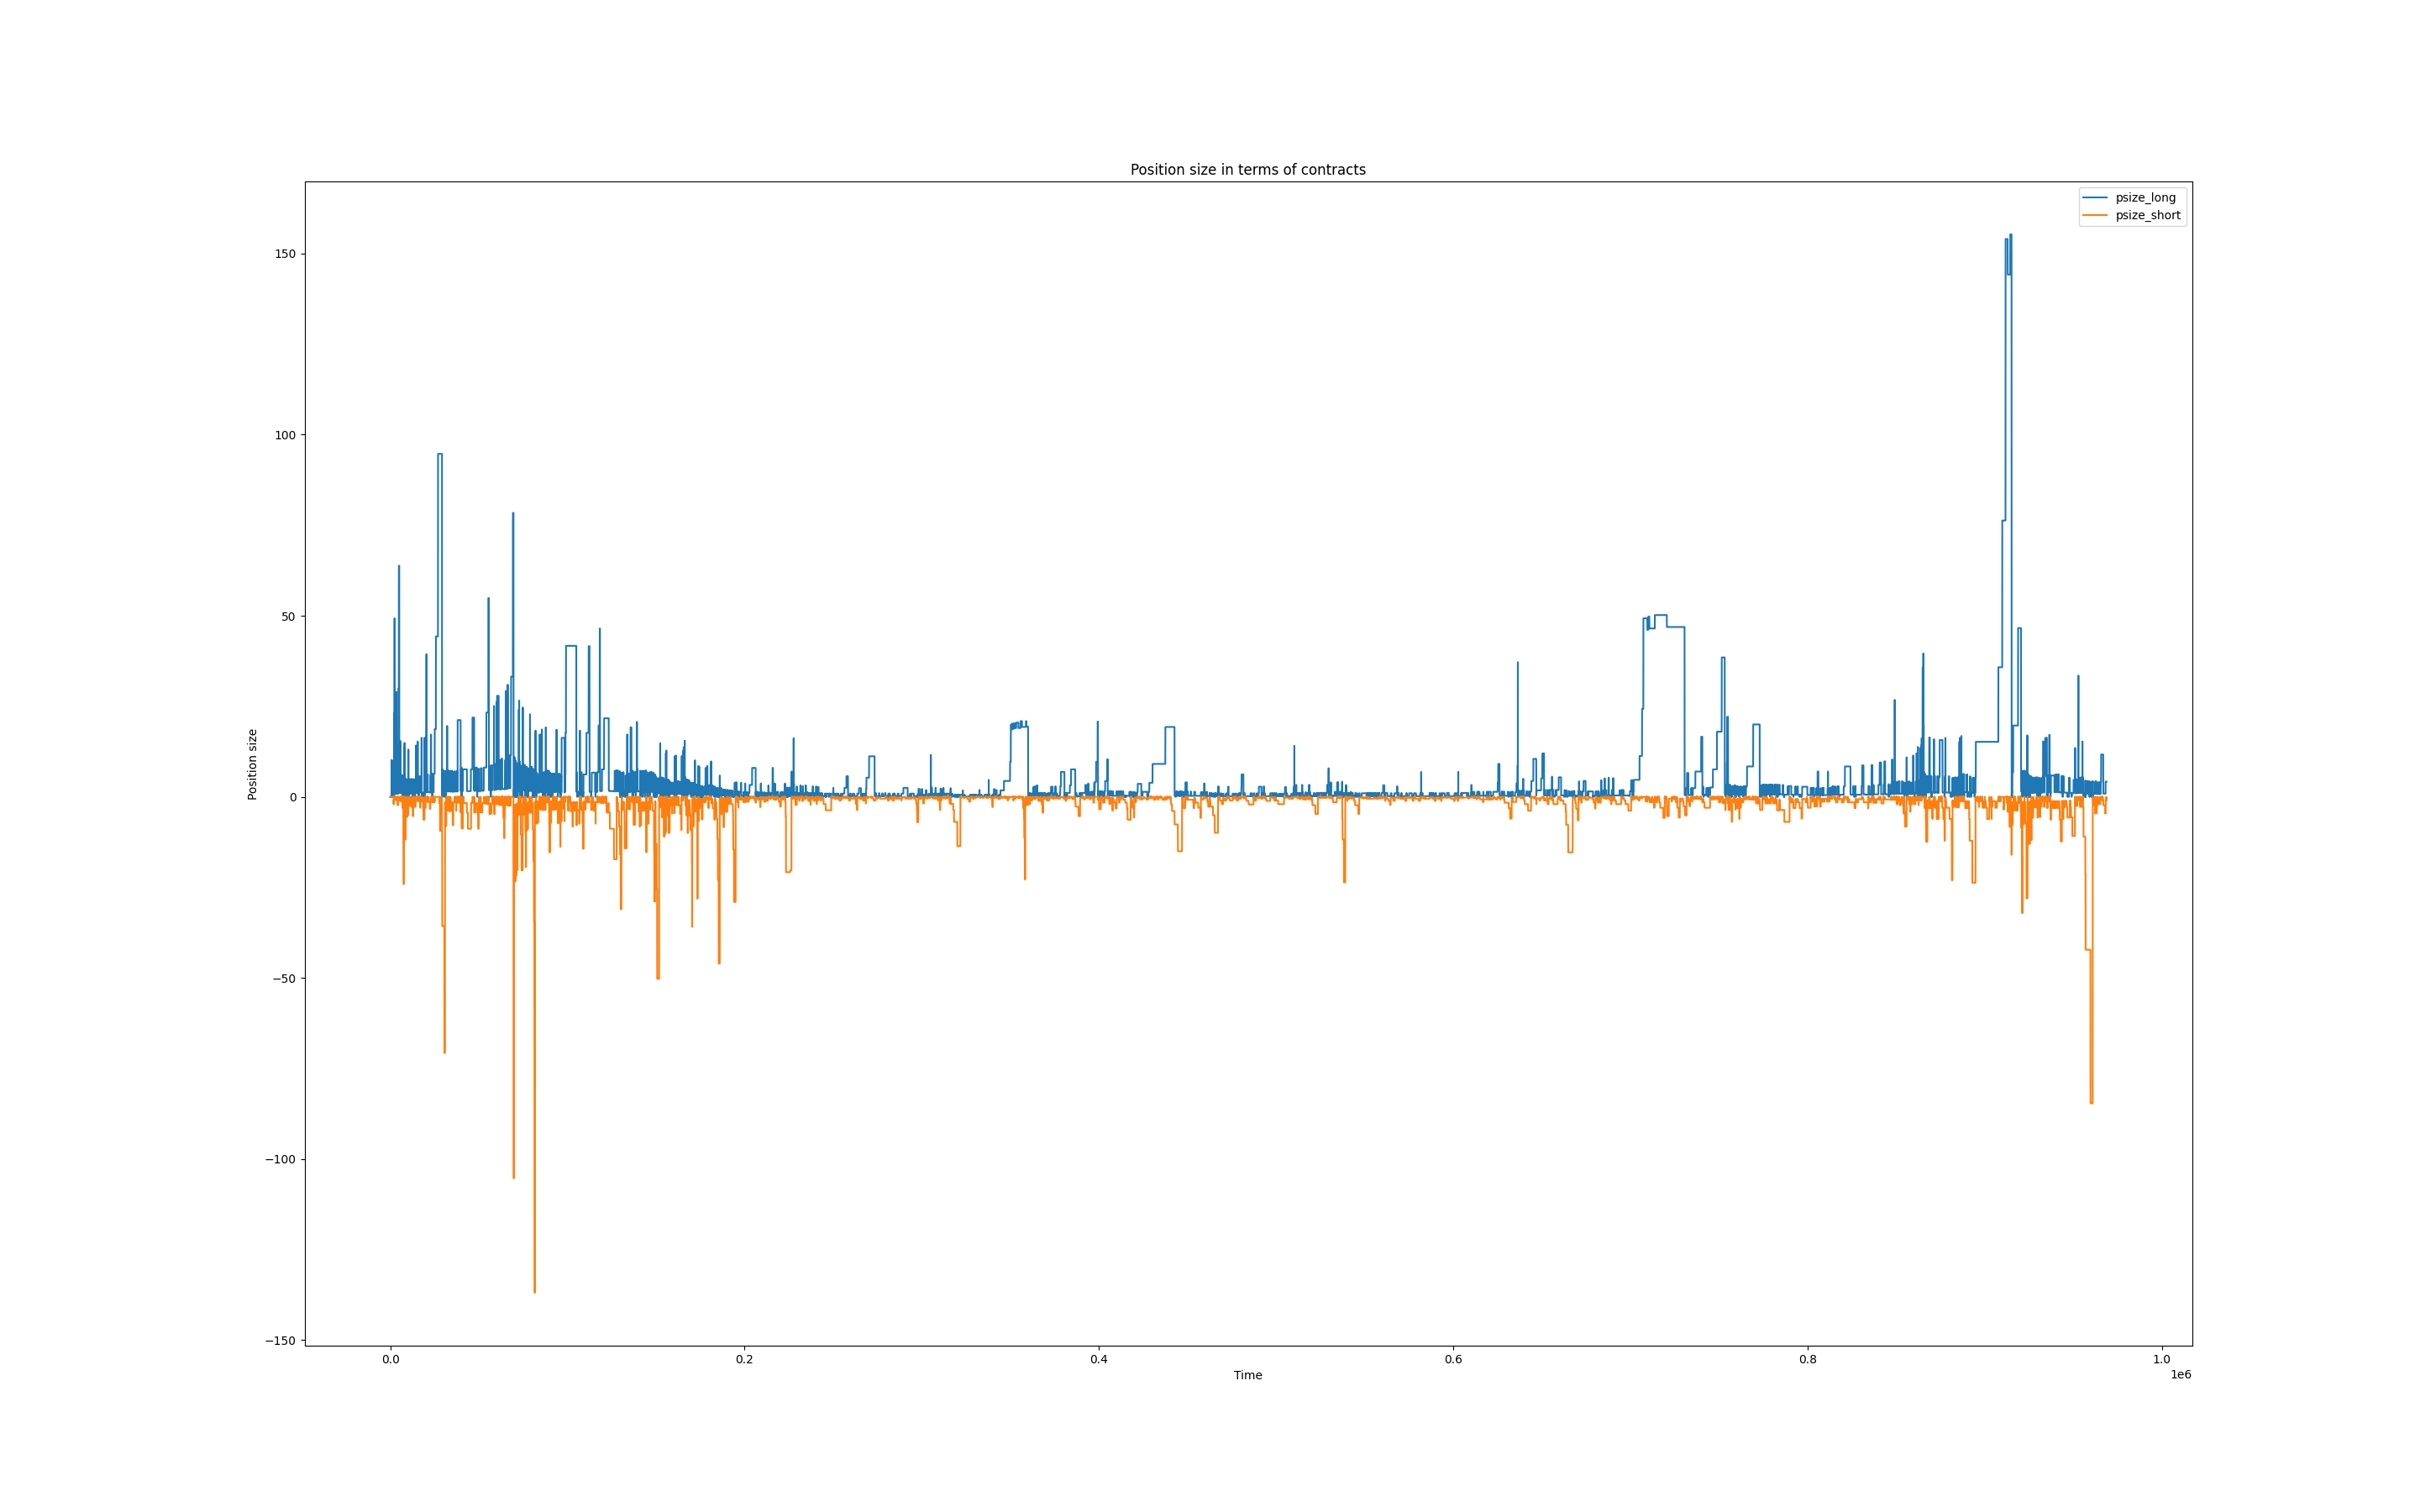 Position size in terms of contracts
psize_long
psize_short
Position size
150
100
50
0
−50
−100
−150
0.0
0.2
0.4
0.6
0.8
1.0
Time
1e6